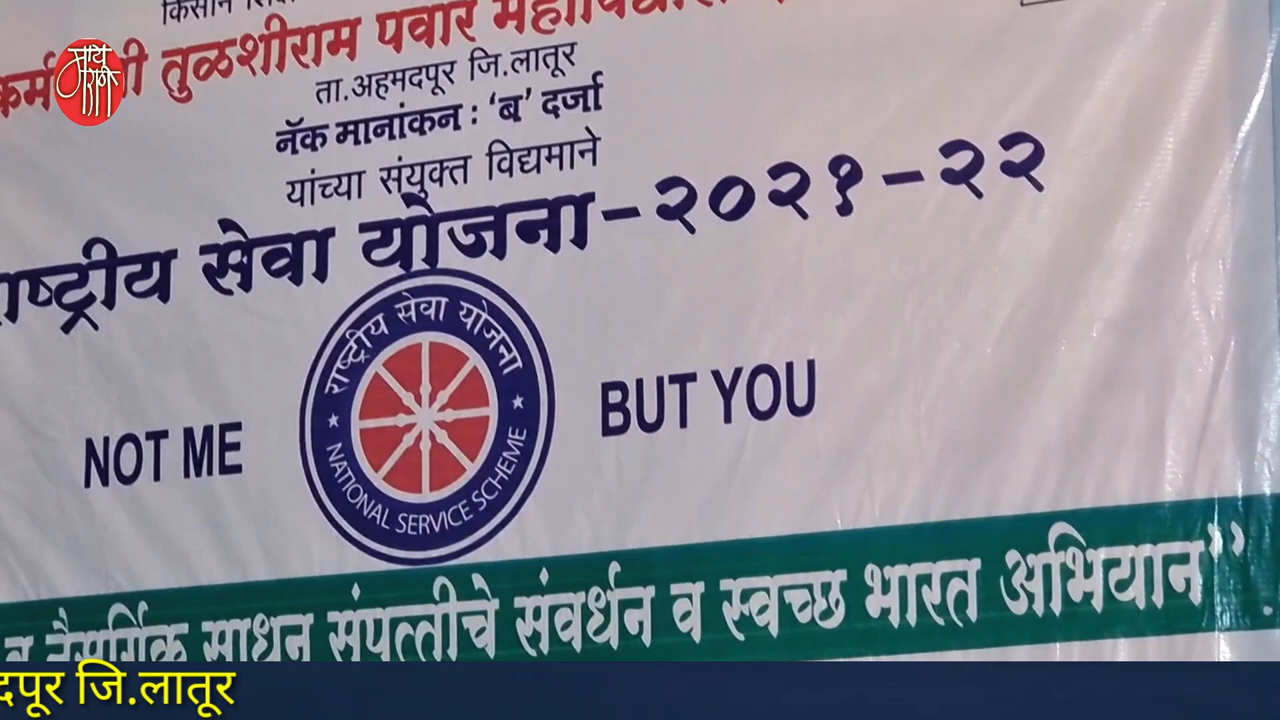 किसान
तुळशीराम पवार
ता.अहमदपूर जि.लातूर
नॅक मानांकन : ‘ब’ दर्जा
यांच्या संयुक्त विद्यमाने
राष्ट्रीय सेवा योजना-२०२१-२२
राष्ट्रीय सेवा योजना
NOT ME
BUT YOU
NATIONAL SERVICE SCHEME
व नैसर्गिक साधन संपत्तीचे संवर्धन व स्वच्छ भारत अभियान”
दपूर जि.लातूर